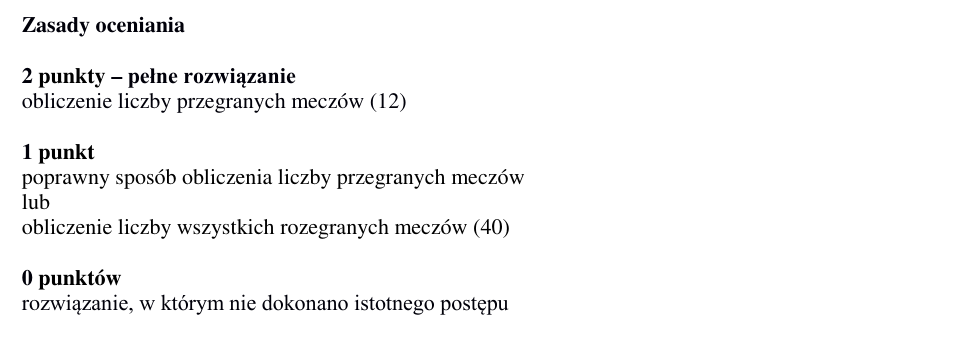 Zasady oceniania
2 punkty – pełne rozwiązanie
obliczenie liczby przegranych meczów (12)
1 punkt
poprawny sposób obliczenia liczby przegranych meczów
lub
obliczenie liczby wszystkich rozegranych meczów (40)
0 punktów
rozwiązanie, w którym nie dokonano istotnego postępu